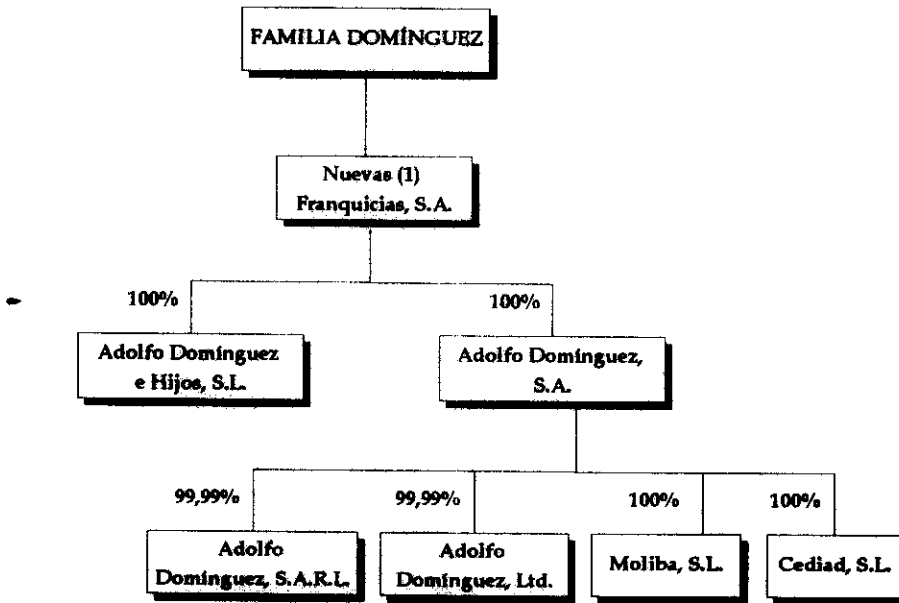 FAMILIA DOMÍNGUEZ
Nuevas (1)
Franquicias, S.A.
100%
100%
Adolfo Domínguez
e Hijos, S.L.
Adolfo Domínguez,
S.A.
99,99%
99,99%
100%
100%
Adolfo
Domínguez, S.A.R.L.
Adolfo
Domínguez, Ltd.
Moliba, S.L.
Cediad, S.L.